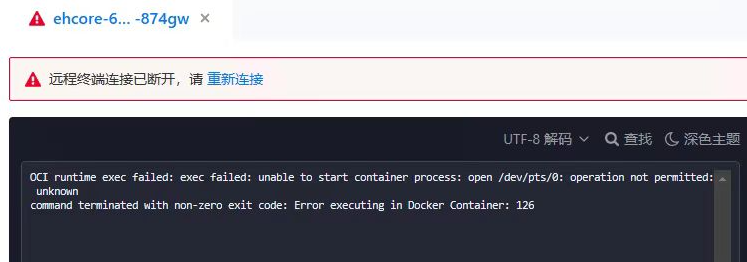 ehcore-6... -874gw ×
远程终端连接已断开，请 重新连接
UTF-8 解码 查找 深色主题
OCI runtime exec failed: exec failed: unable to start container process: open /dev/pts/0: operation not permitted:
unknown
command terminated with non-zero exit code: Error executing in Docker Container: 126